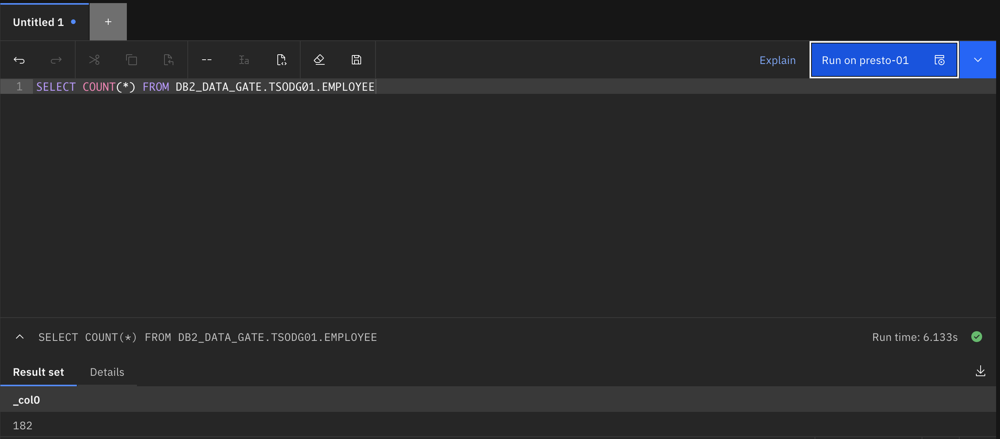 Untitled 1
+
-- Explain Run on presto-01
1 SELECT COUNT(*) FROM DB2_DATA_GATE.TSODG01.EMPLOYEE
SELECT COUNT(*) FROM DB2_DATA_GATE.TSODG01.EMPLOYEE Run time: 6.133s
Result set Details
_col0
182